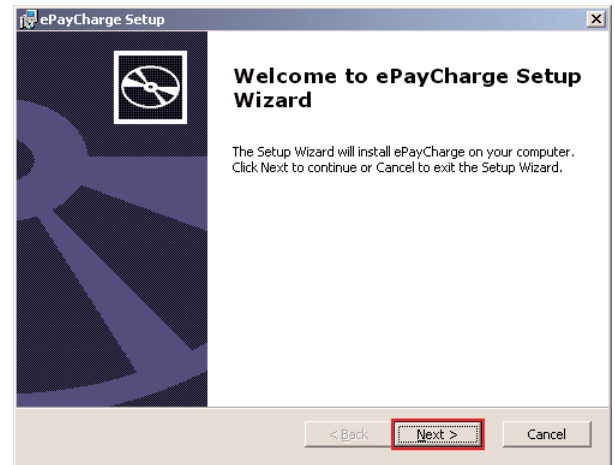 ePayCharge Setup
Welcome to ePayCharge Setup
Wizard
The Setup Wizard will install ePayCharge on your computer.
Click Next to continue or Cancel to exit the Setup Wizard.
< Back
Next >
Cancel